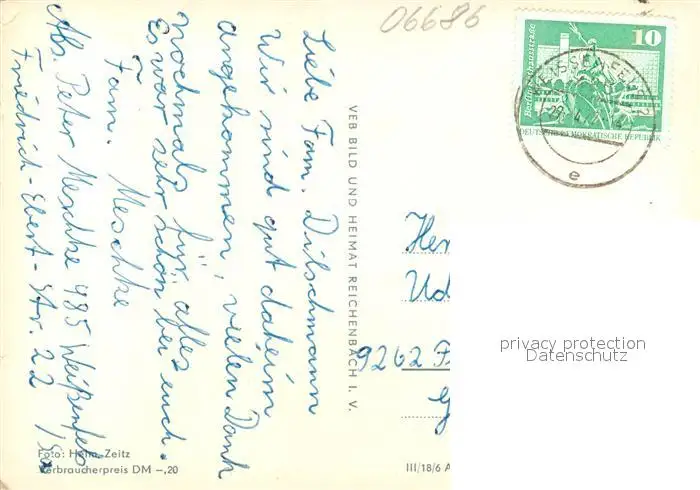 06686
Liebe Fam. Dilschmann
Wir sind gut daheim
angekommen, vielen Dank
nochmals für alles
Es war sehr schön bei euch.
Fam. Meschke
Abs. Peter Meschke 485 Weißenfels
Friedrich-Ebert-Str. 22
VEB BILD UND HEIMAT REICHENBACH I. V.
10
DEUTSCHE DEMOKRATISCHE REPUBLIK
e
Her
Ud
9262
privacy protection
Datenschutz
Foto: Hahn, Zeitz
Verbraucherpreis DM -,20
III/18/6 A